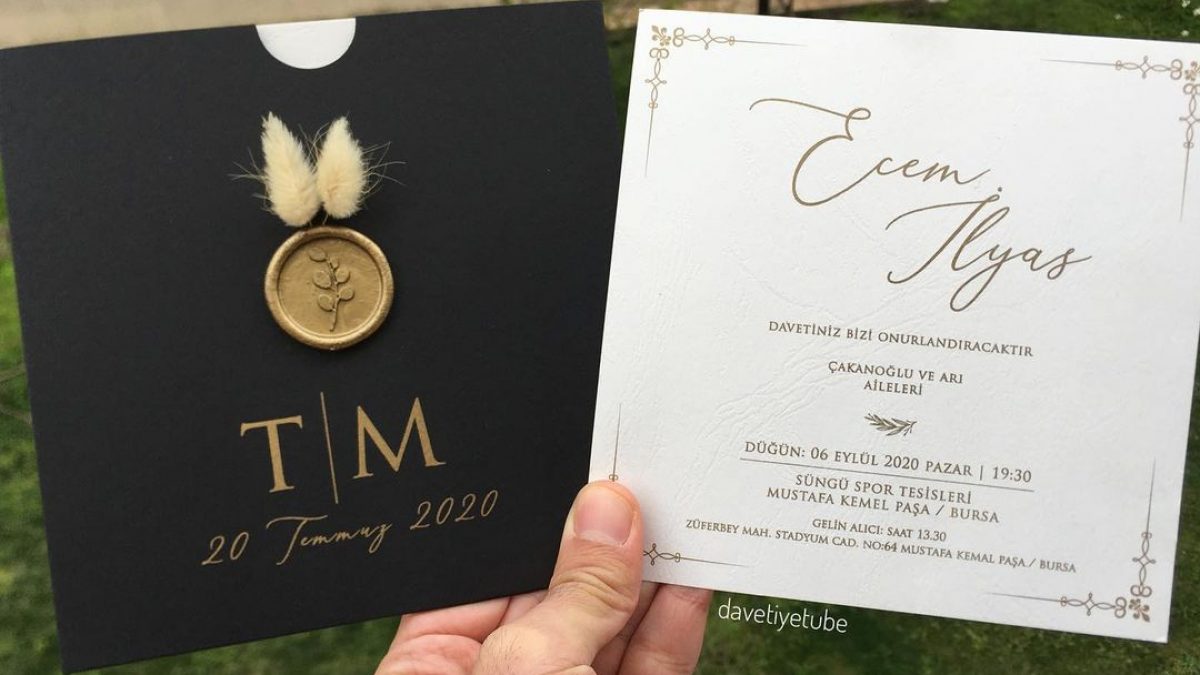 T|M
20 Temmuz 2020
Ecem
İlyas
DAVETİNİZ BİZİ ONURLANDIRACAKTIR
ÇAKANOĞLU VE ARI
AİLELERİ
DÜĞÜN: 06 EYLÜL 2020 PAZAR | 19:30
SÜNGÜ SPOR TESİSLERİ
MUSTAFA KEMEL PAŞA / BURSA
GELİN ALICI: SAAT 13.30
ZÜFERBEY MAH. STADYUM CAD. NO:64 MUSTAFA KEMAL PAŞA / BURSA
davetiyetube